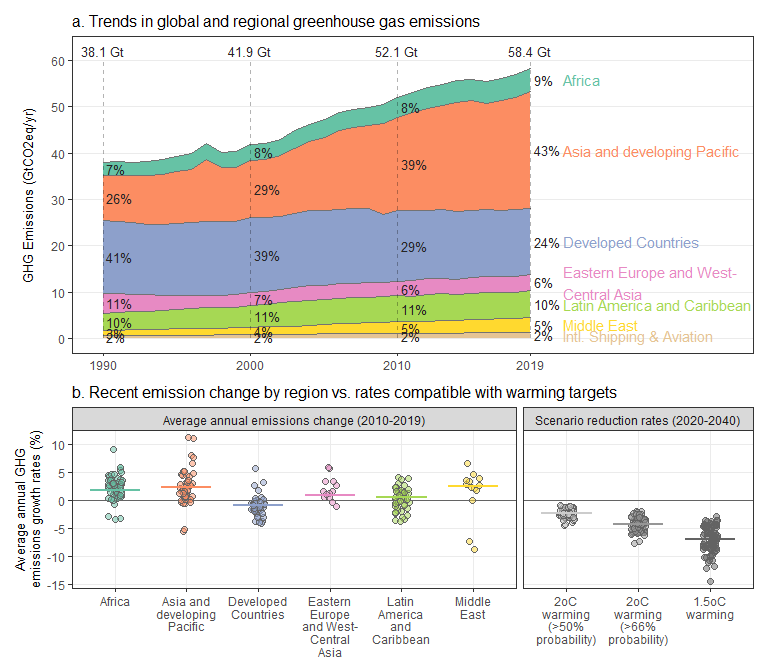 a. Trends in global and regional greenhouse gas emissions
38.1 Gt
41.9 Gt
52.1 Gt
58.4 Gt
GHG Emissions (GtCO2eq/yr)
60
50
40
30
20
10
0
7%
26%
41%
11%
10%
3%
2%
8%
29%
39%
7%
11%
4%
2%
8%
39%
29%
6%
11%
5%
2%
9% Africa
43% Asia and developing Pacific
24% Developed Countries
6% Eastern Europe and West-
Central Asia
10% Latin America and Caribbean
5% Middle East
2% Intl. Shipping & Aviation
1990
2000
2010
2019
b. Recent emission change by region vs. rates compatible with warming targets
Average annual emissions change (2010-2019)
Scenario reduction rates (2020-2040)
Average annual GHG
emissions growth rates (%)
10
5
0
-5
-10
-15
Africa
Asia and
developing
Pacific
Developed
Countries
Eastern
Europe
and West-
Central
Asia
Latin
America
and
Caribbean
Middle
East
2oC
warming
(>50%
probability)
2oC
warming
(>66%
probability)
1.5oC
warming